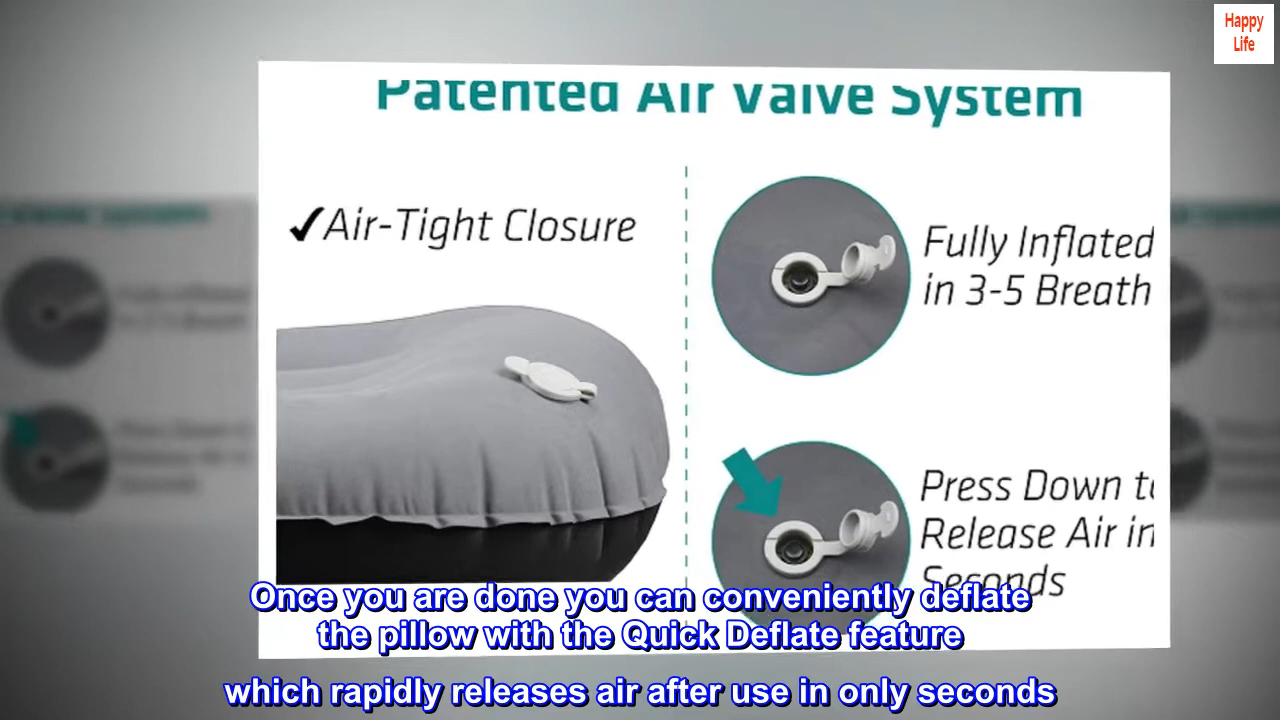 Happy
Life
Patented Air Valve System
✓Air-Tight Closure
Fully Inflated
in 3-5 Breath
Press Down to
Release Air in
Seconds
Once you are done you can conveniently deflate
the pillow with the Quick Deflate feature
which rapidly releases air after use in only seconds